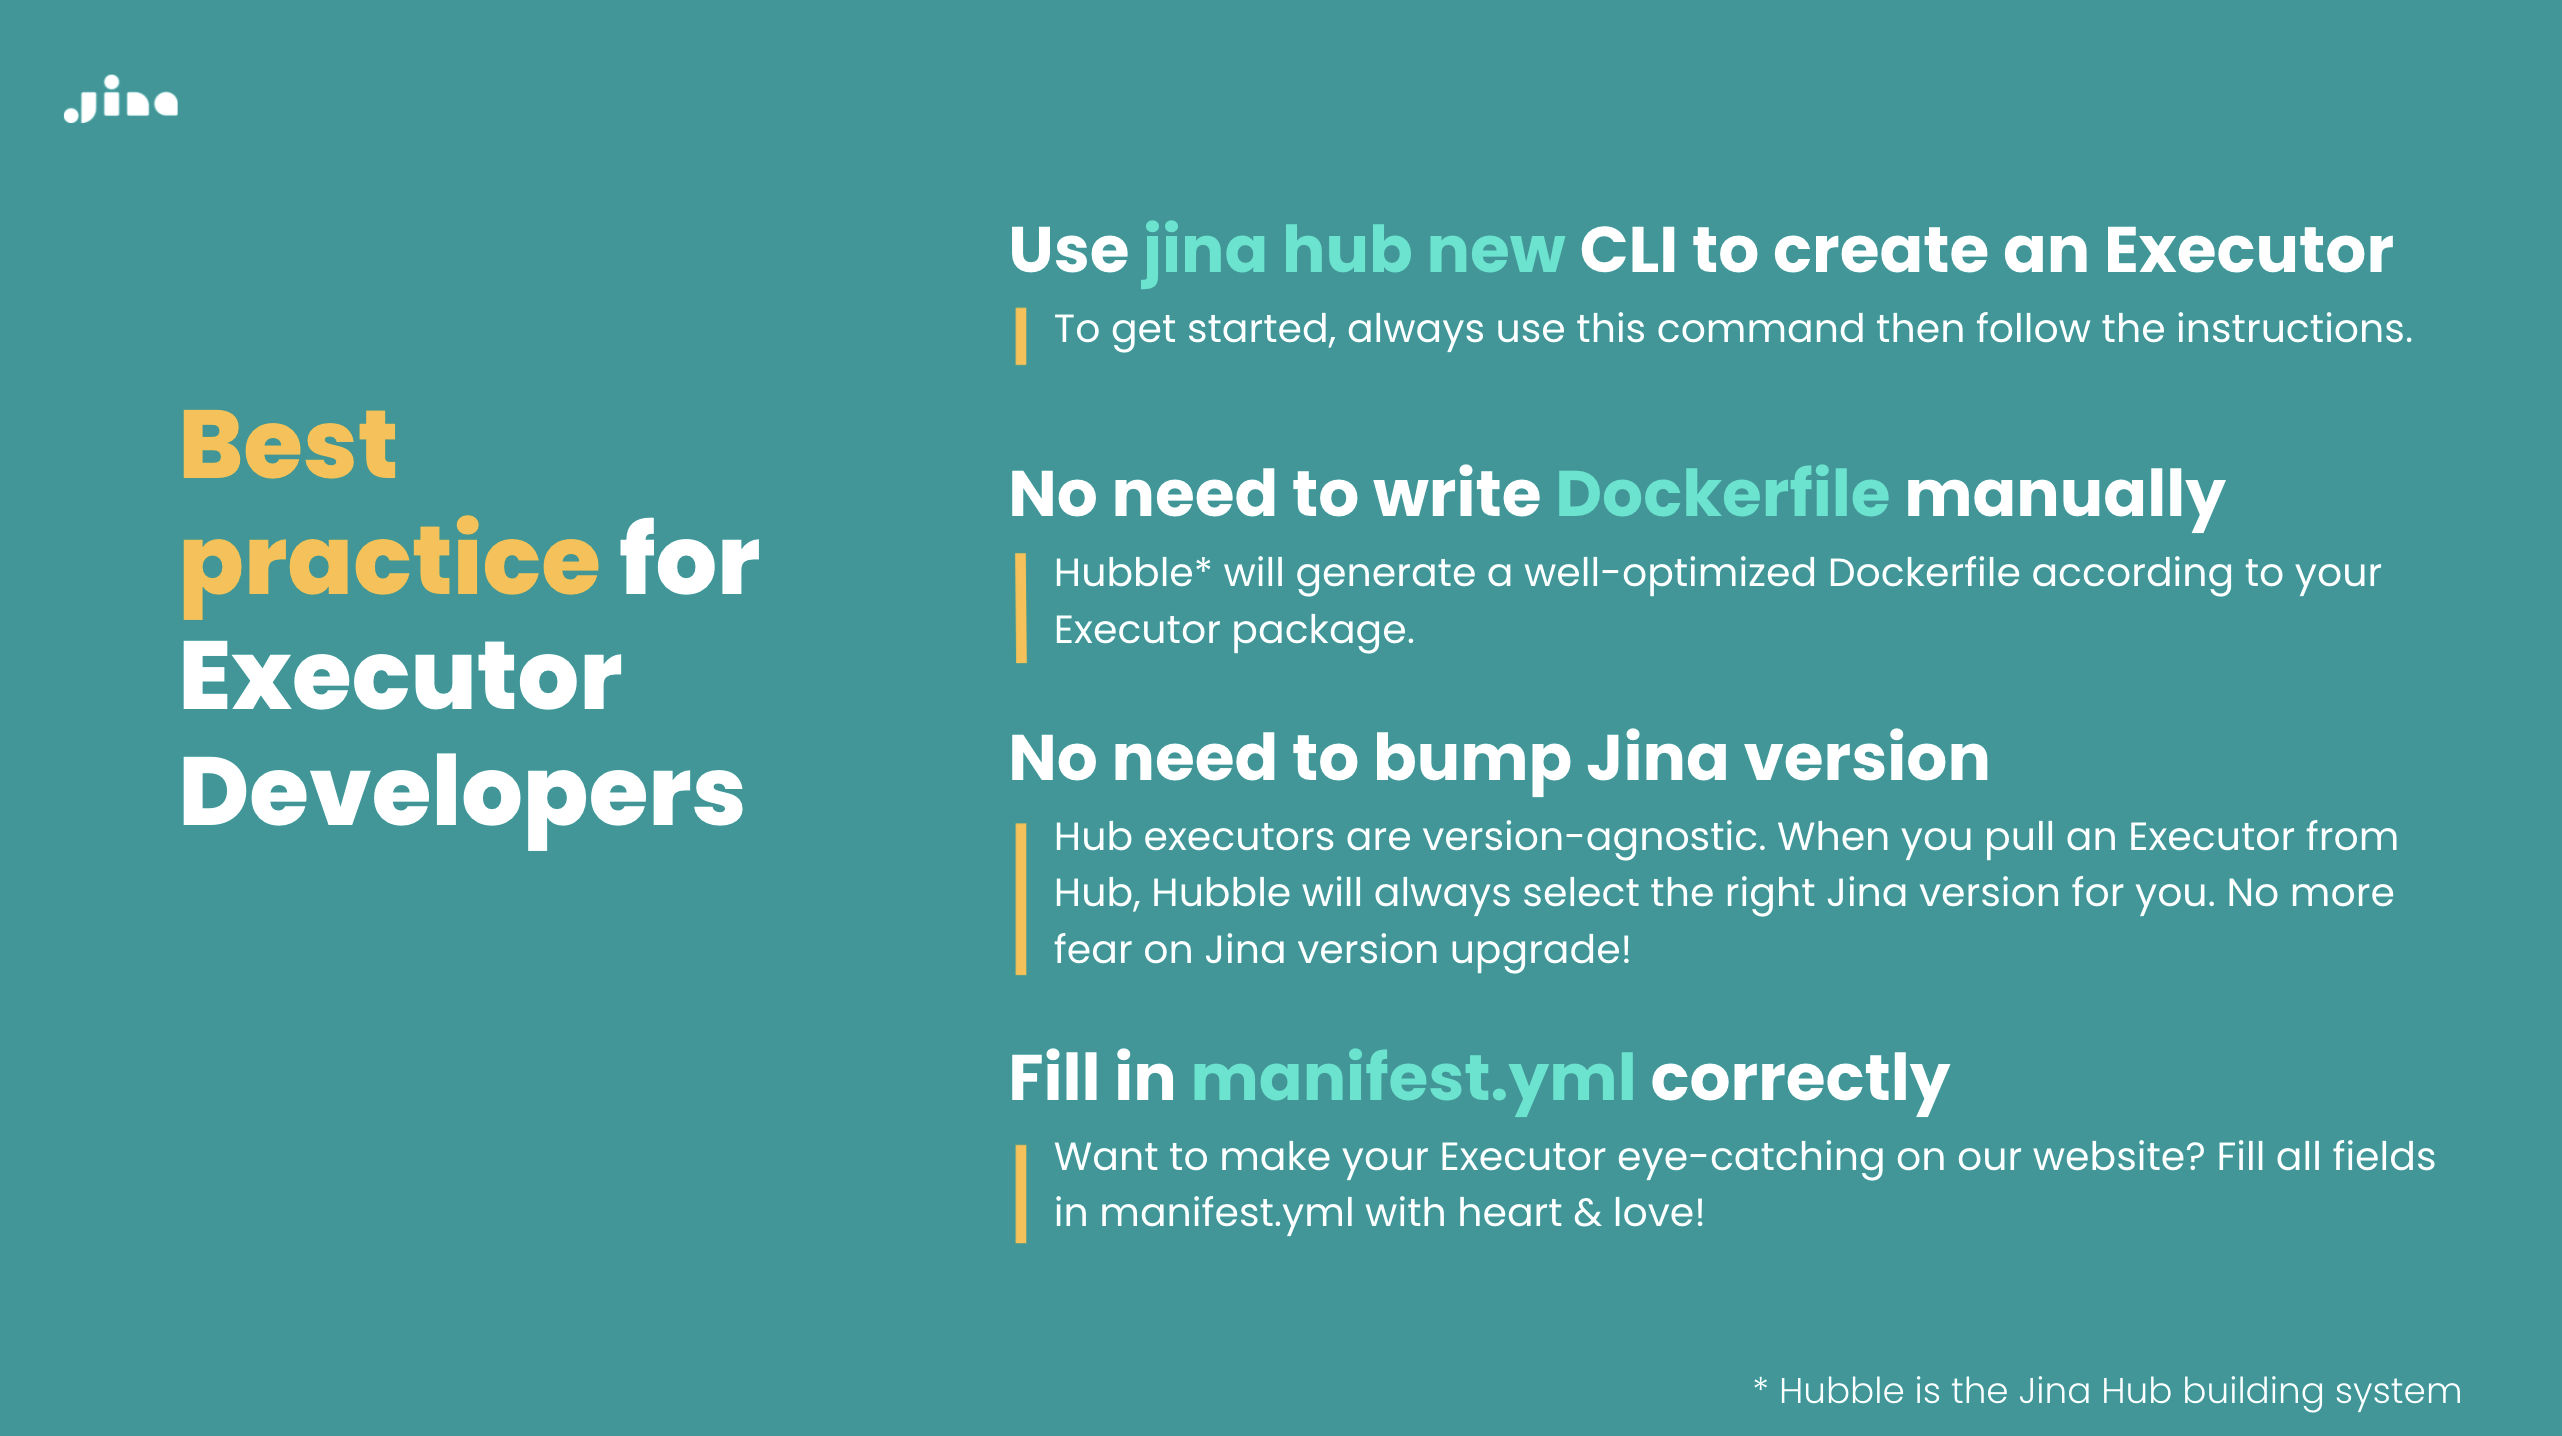 jina
Best
practice for
Executor
Developers
Use jina hub new CLI to create an Executor
To get started, always use this command then follow the instructions.
No need to write Dockerfile manually
Hubble* will generate a well-optimized Dockerfile according to your
Executor package.
No need to bump Jina version
Hub executors are version-agnostic. When you pull an Executor from
Hub, Hubble will always select the right Jina version for you. No more
fear on Jina version upgrade!
Fill in manifest.yml correctly
Want to make your Executor eye-catching on our website? Fill all fields
in manifest.yml with heart & love!
* Hubble is the Jina Hub building system